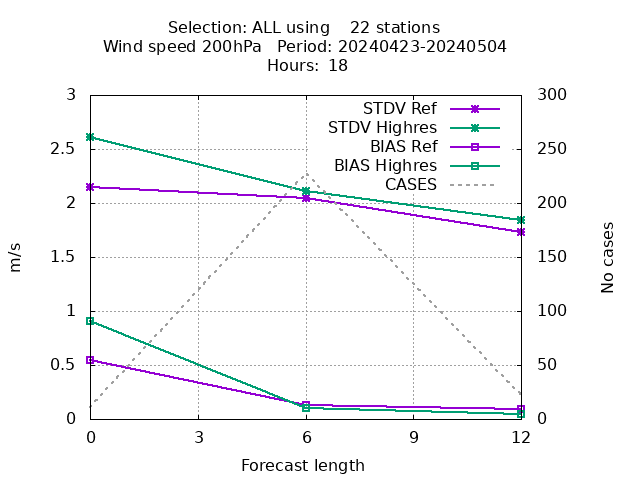 Selection: ALL using    22 stations
Wind speed 200hPa   Period: 20240423-20240504
Hours:  18
3
300
STDV Ref
STDV Highres
2.5
250
BIAS Ref
BIAS Highres
CASES
2
200
m/s
No cases
1.5
150
1
100
0.5
50
0
0
0
3
6
9
12
Forecast length